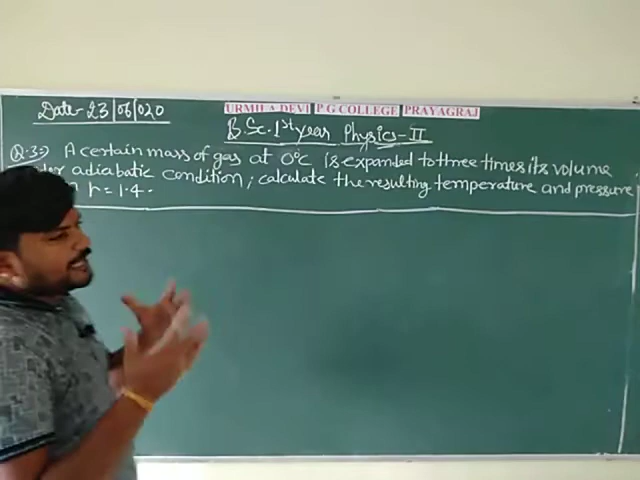 Date- 23/06/020
URMILA DEVI P G COLLEGE PRAYAGRAJ
B.Sc. 1st year Physics-II
Q.3:) A certain mass of gas at 0°C is expanded to three times its volume
adiabatic condition, calculate the resulting temperature and pressure
r = 1.4.